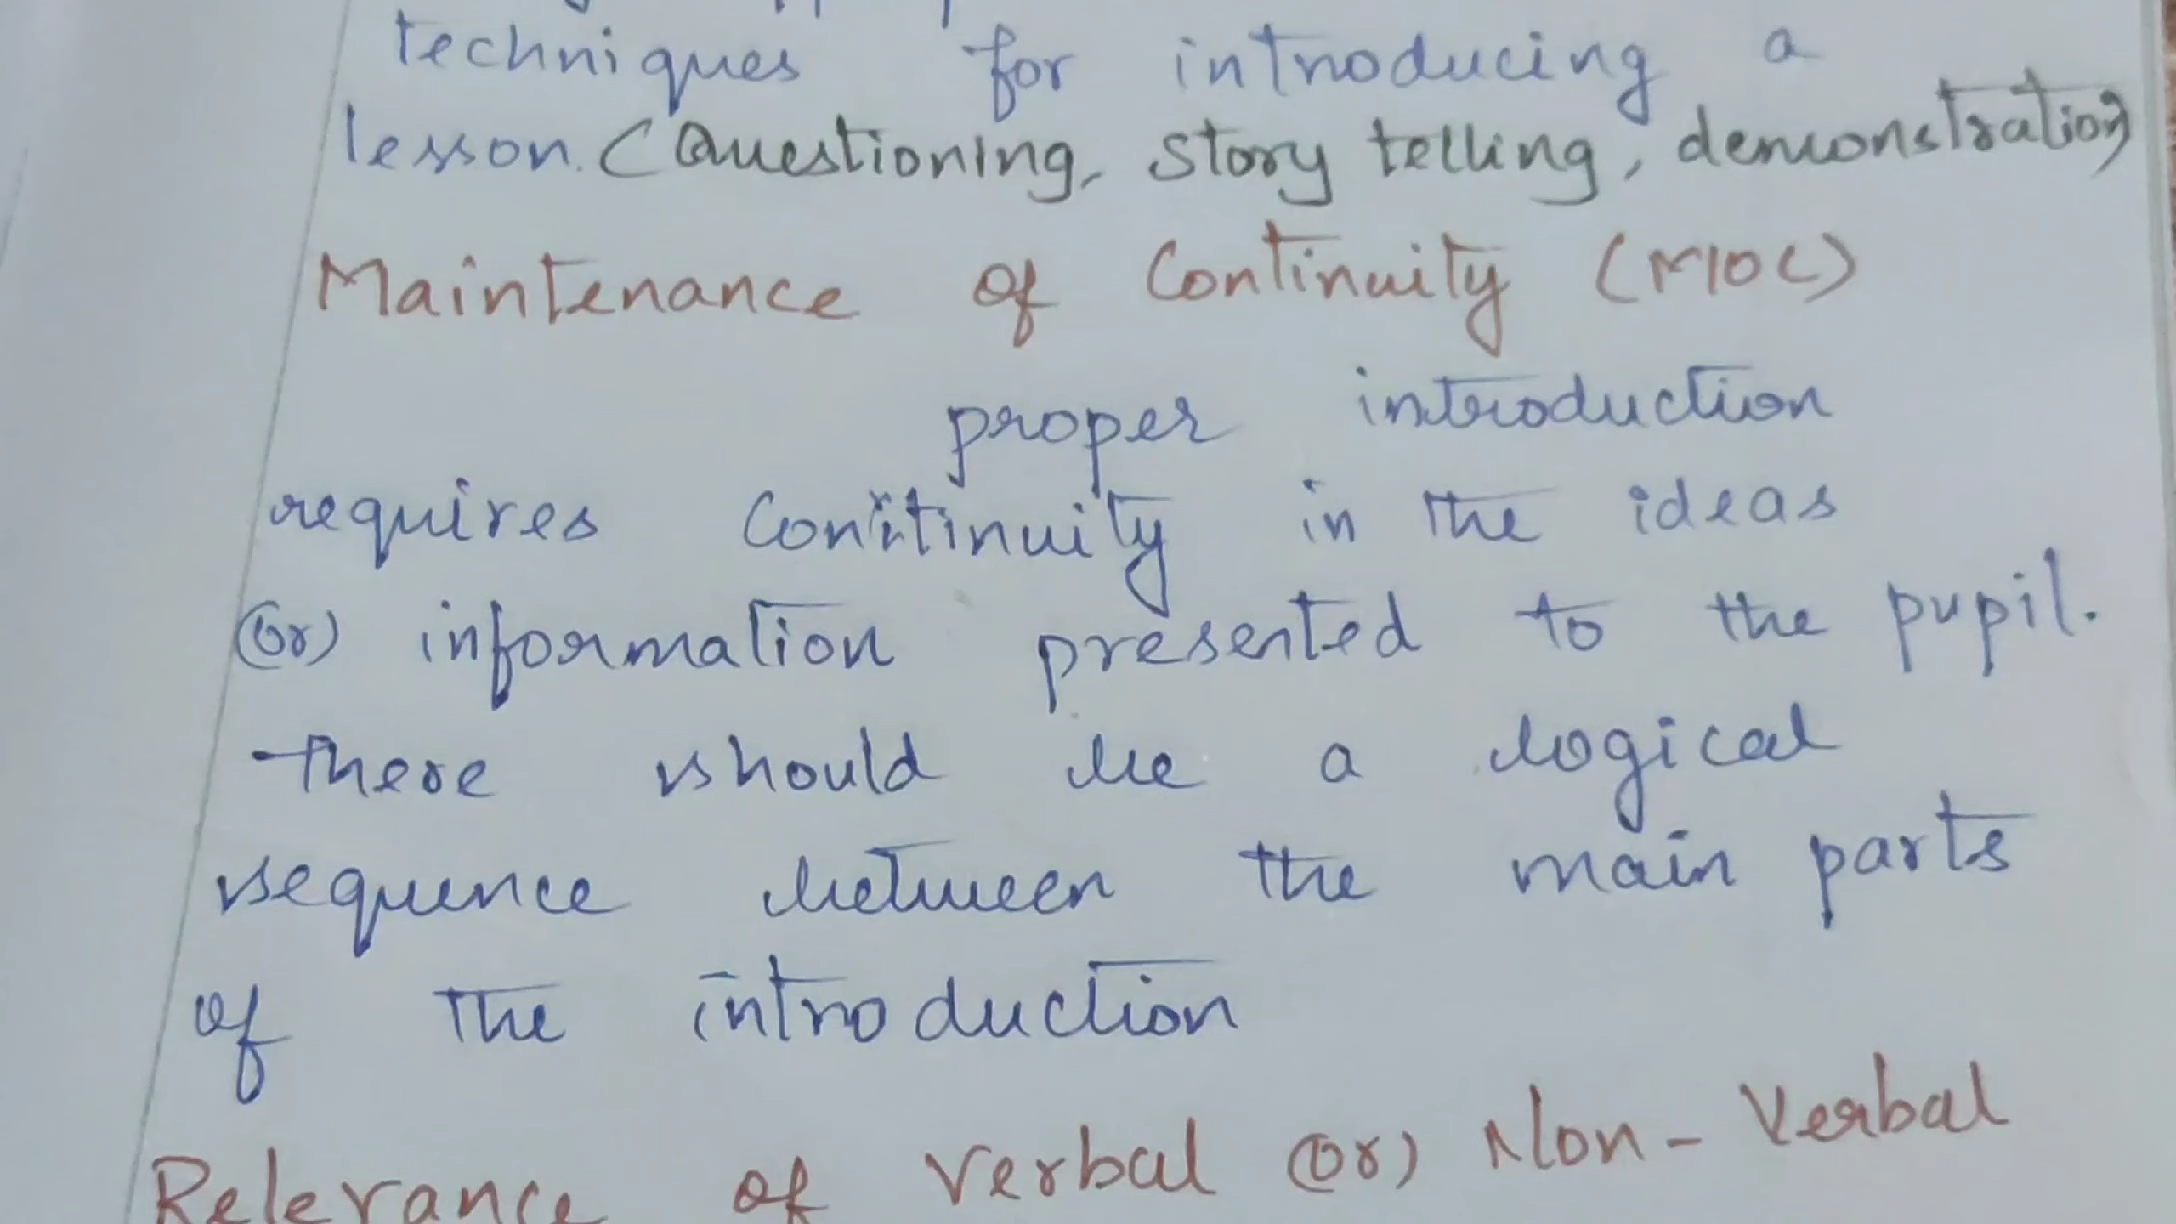 techniques for introducing a
lesson. (Questioning, Story telling, demonstration)
Maintenance of Continuity (MOC)
proper introduction
requires Continuity in the ideas
(or) information presented to the pupil.
There should be a logical
sequence between the main parts
of the introduction
Relevance of Verbal (or) Non-Verbal